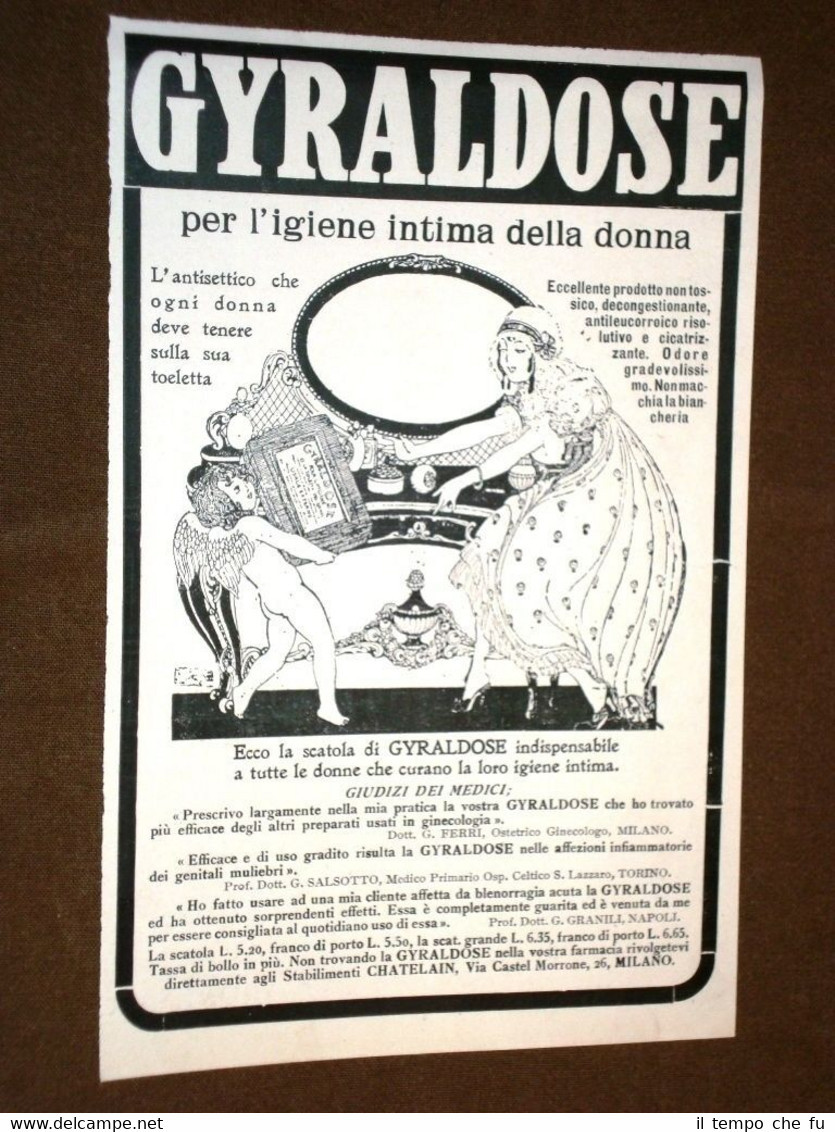 GYRALDOSE
per l'igiene intima della donna
L'antisettico che
ogni donna
deve tenere
sulla sua
toeletta
Eccellente prodotto non tos-
sico, decongestionante,
antileucorroico riso-
lutivo e cicatriz-
zante. Odore
gradevolissi-
mo. Non mac-
chia la bian-
cheria
GYRALDOSE
Ecco la scatola di GYRALDOSE indispensabile
a tutte le donne che curano la loro igiene intima.
GIUDIZI DEI MEDICI;
« Prescrivo largamente nella mia pratica la vostra GYRALDOSE che ho trovato
più efficace degli altri preparati usati in ginecologia ».
Dott. G. FERRI, Ostetrico Ginecologo, MILANO.
« Efficace e di uso gradito risulta la GYRALDOSE nelle affezioni infiammatorie
dei genitali muliebri ».
Prof. Dott. G. SALSOTTO, Medico Primario Osp. Celtico S. Lazzaro, TORINO.
« Ho fatto usare ad una mia cliente affetta da blenorragia acuta la GYRALDOSE
ed ha ottenuto sorprendenti effetti. Essa è completamente guarita ed è venuta da me
per essere consigliata al quotidiano uso di essa ». Prof. Dott. G. GRANILI, NAPOLI.
La scatola L. 5.20, franco di porto L. 5.50, la scat. grande L. 6.35, franco di porto L. 6.65.
Tassa di bollo in più. Non trovando la GYRALDOSE nella vostra farmacia rivolgetevi
direttamente agli Stabilimenti CHATELAIN, Via Castel Morrone, 26, MILANO.
www.delcampe.net
il tempo che fu